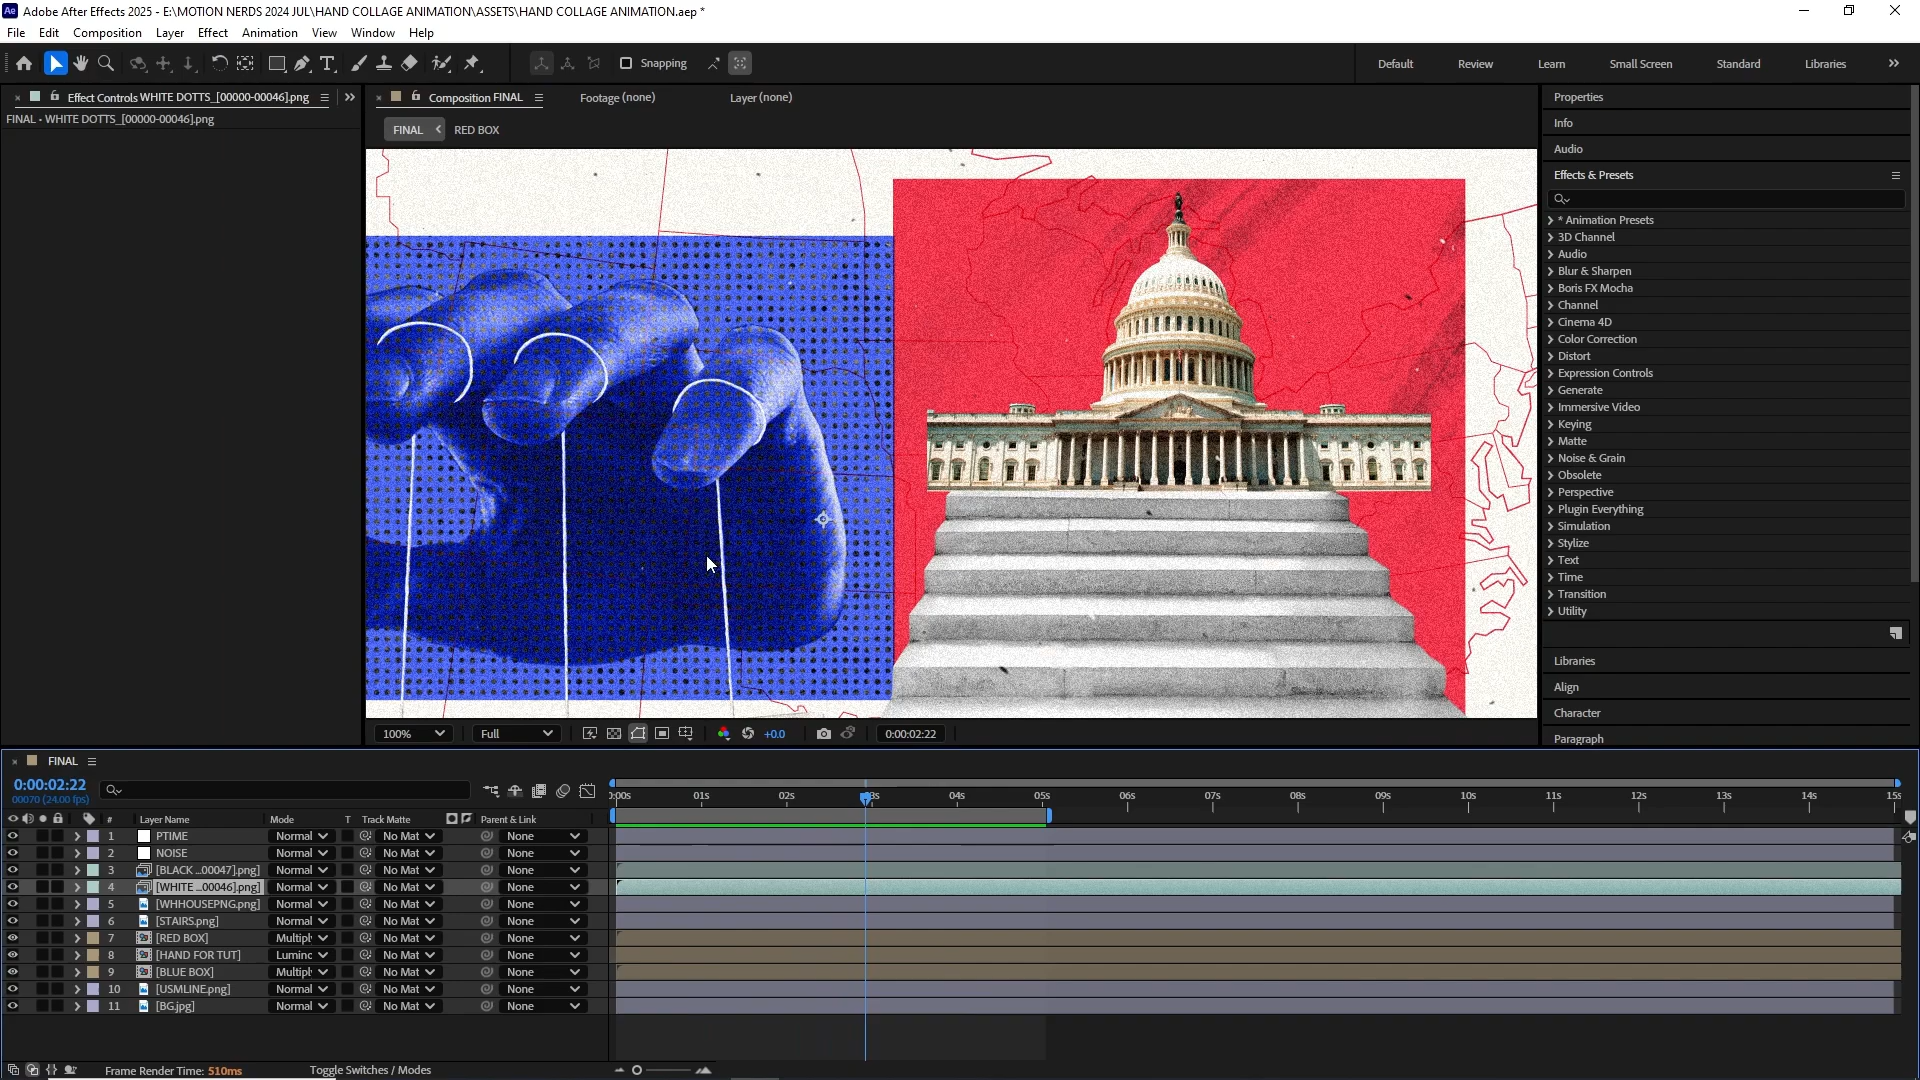 Ae Adobe After Effects 2025 - E:\MOTION NERDS 2024 JUL\HAND COLLAGE ANIMATION\ASSETS\HAND COLLAGE ANIMATION.aep *
File Edit Composition Layer Effect Animation View Window Help
Snapping Default Review Learn Small Screen Standard Libraries
Effect Controls WHITE DOTTS_[00000-00046].png
FINAL • WHITE DOTTS_[00000-00046].png
Composition FINAL Footage (none) Layer (none)
FINAL RED BOX
100% Full +0.0 0:00:02:22
Properties
Info
Audio
Effects & Presets
* Animation Presets
3D Channel
Audio
Blur & Sharpen
Boris FX Mocha
Channel
Cinema 4D
Color Correction
Distort
Expression Controls
Generate
Immersive Video
Keying
Matte
Noise & Grain
Obsolete
Perspective
Plugin Everything
Simulation
Stylize
Text
Time
Transition
Utility
Libraries
Align
Character
Paragraph
FINAL
0:00:02:22
00070 (24.00 fps)
01s 02s 03s 04s 05s 06s 07s 08s 09s 10s 11s 12s 13s 14s 15s
# Layer Name Mode T Track Matte Parent & Link
1 PTIME Normal No Mat None
2 NOISE Normal No Mat None
3 [BLACK ...00047].png] Normal No Mat None
4 [WHITE ...00046].png] Normal No Mat None
5 [WHHOUSEPNG.png] Normal No Mat None
6 [STAIRS.png] Normal No Mat None
7 [RED BOX] Multipl No Mat None
8 [HAND FOR TUT] Luminc No Mat None
9 [BLUE BOX] Multipl No Mat None
10 [USMLINE.png] Normal No Mat None
11 [BG.jpg] Normal No Mat None
Frame Render Time: 510ms Toggle Switches / Modes